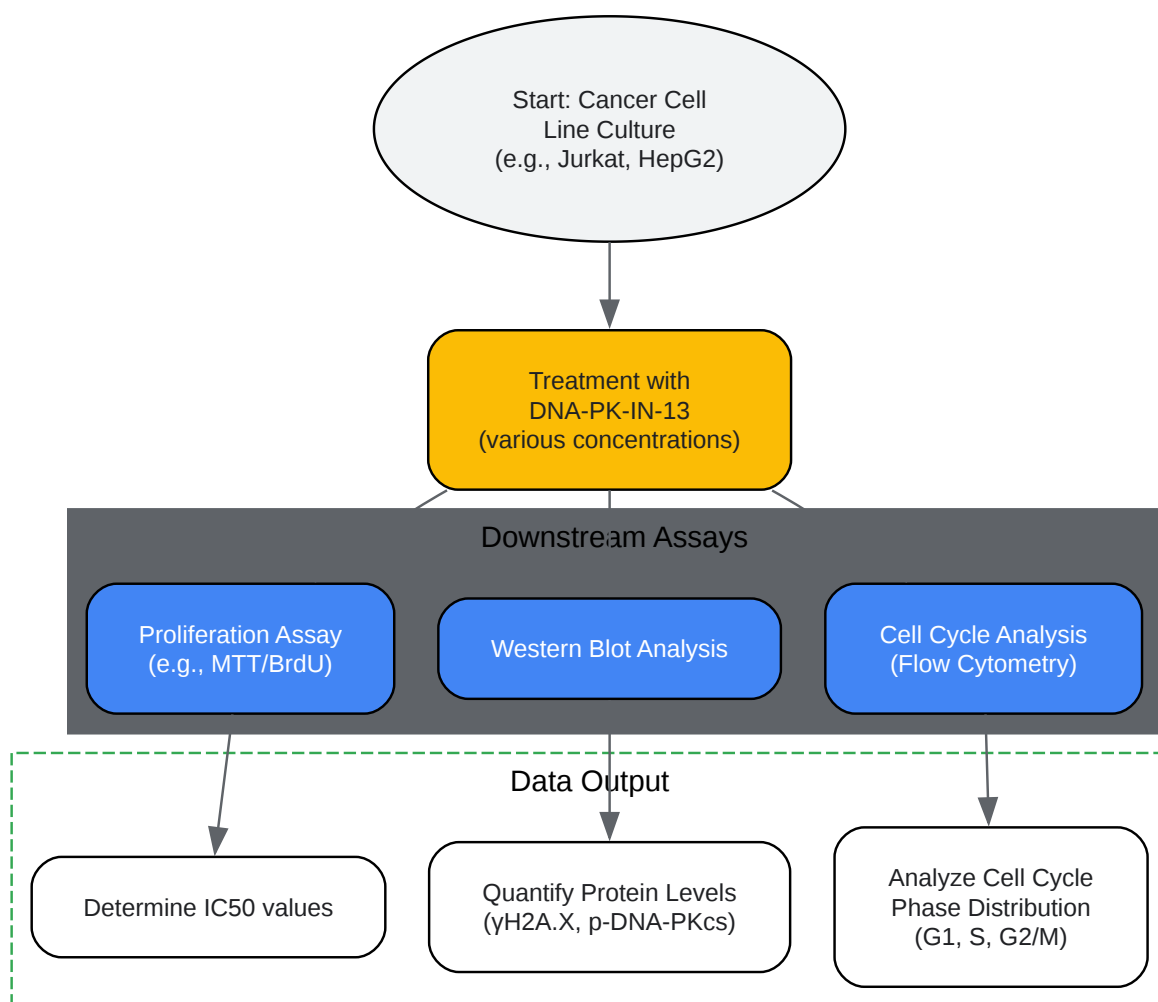 Start: Cancer Cell
Line Culture
(e.g., Jurkat, HepG2)
Treatment with
DNA-PK-IN-13
(various concentrations)
Downstream Assays
Proliferation Assay
(e.g., MTT/BrdU)
Western Blot Analysis
Cell Cycle Analysis
(Flow Cytometry)
Data Output
Determine IC50 values
Quantify Protein Levels
(γH2A.X, p-DNA-PKcs)
Analyze Cell Cycle
Phase Distribution
(G1, S, G2/M)